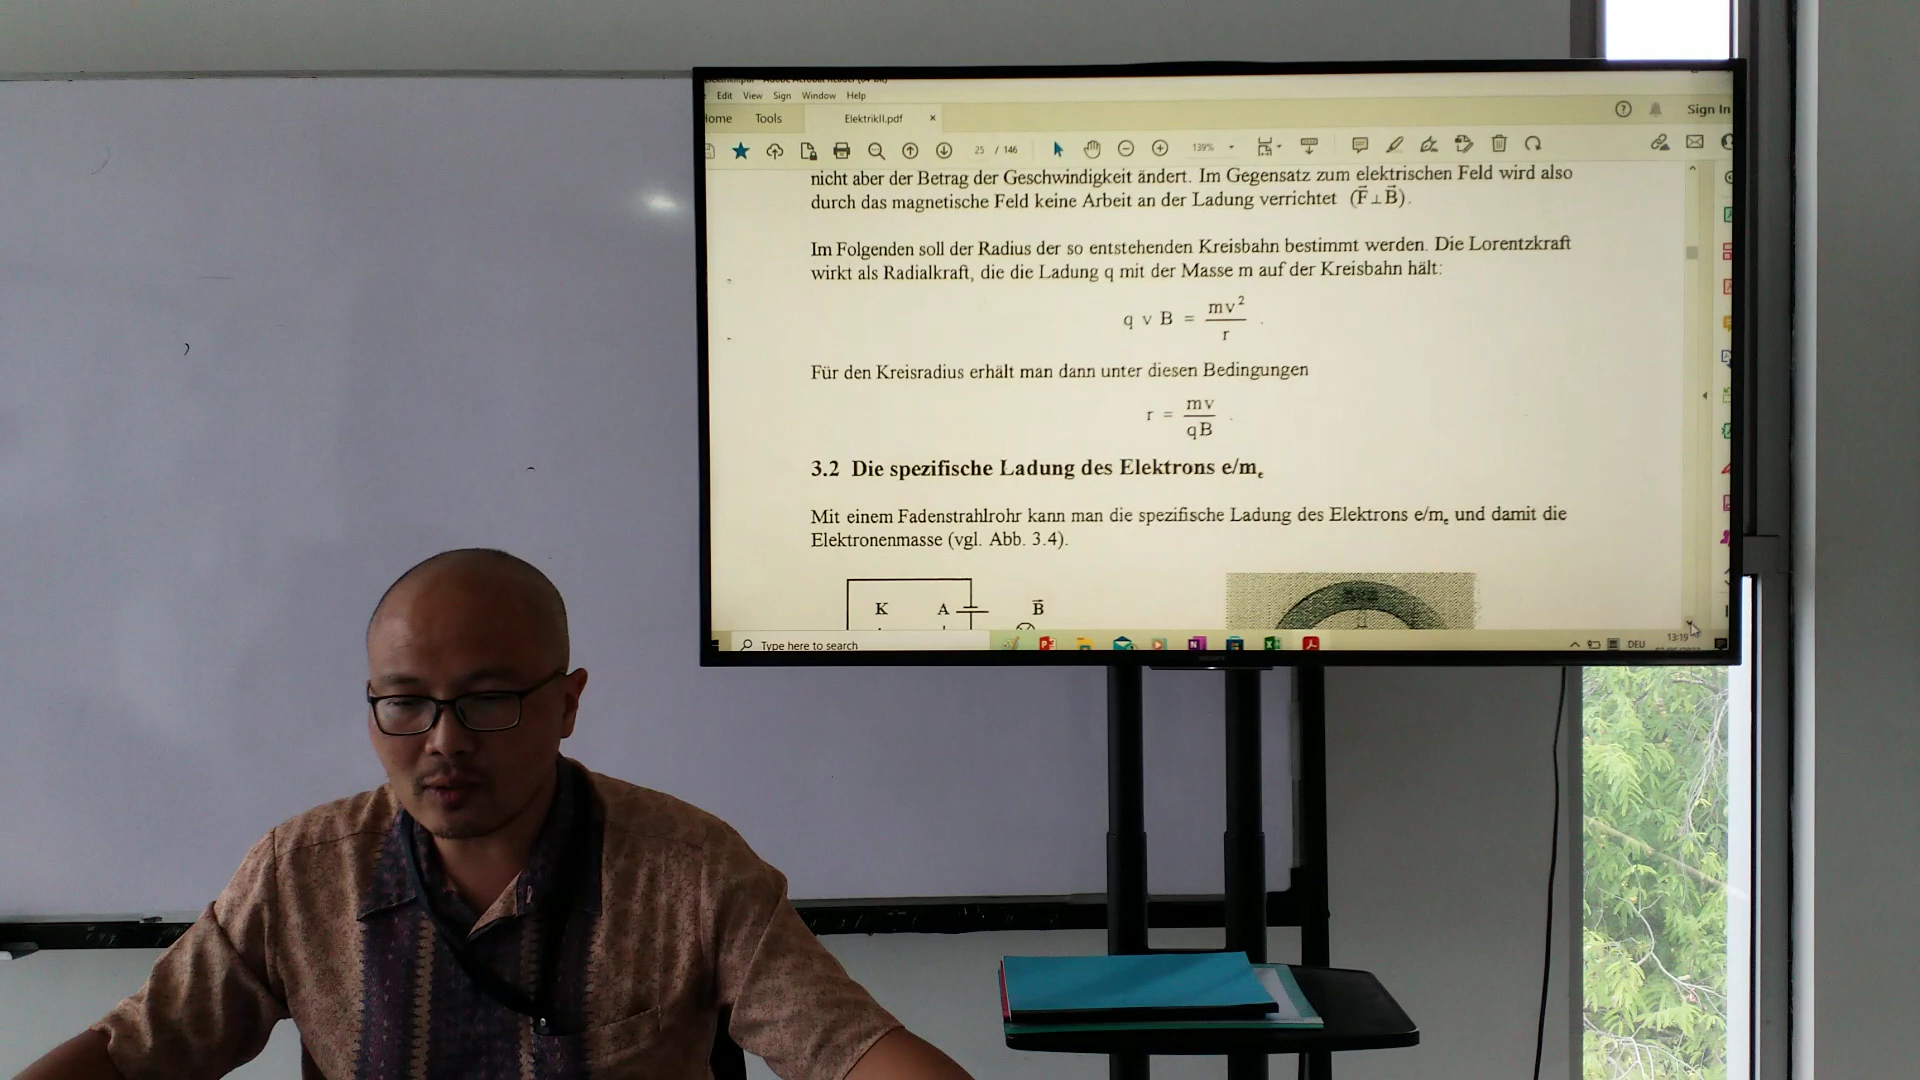 Edit View Sign Window Help
Tools ElektrikII.pdf × Sign In
25 / 146 139%
nicht aber der Betrag der Geschwindigkeit ändert. Im Gegensatz zum elektrischen Feld wird also
durch das magnetische Feld keine Arbeit an der Ladung verrichtet (F⃗⊥B⃗).
Im Folgenden soll der Radius der so entstehenden Kreisbahn bestimmt werden. Die Lorentzkraft
wirkt als Radialkraft, die die Ladung q mit der Masse m auf der Kreisbahn hält:
q v B = mv²/r .
Für den Kreisradius erhält man dann unter diesen Bedingungen
r = mv/qB .
3.2 Die spezifische Ladung des Elektrons e/mₑ
Mit einem Fadenstrahlrohr kann man die spezifische Ladung des Elektrons e/mₑ und damit die
Elektronenmasse (vgl. Abb. 3.4).
K A B⃗
Type here to search DEU 13:19